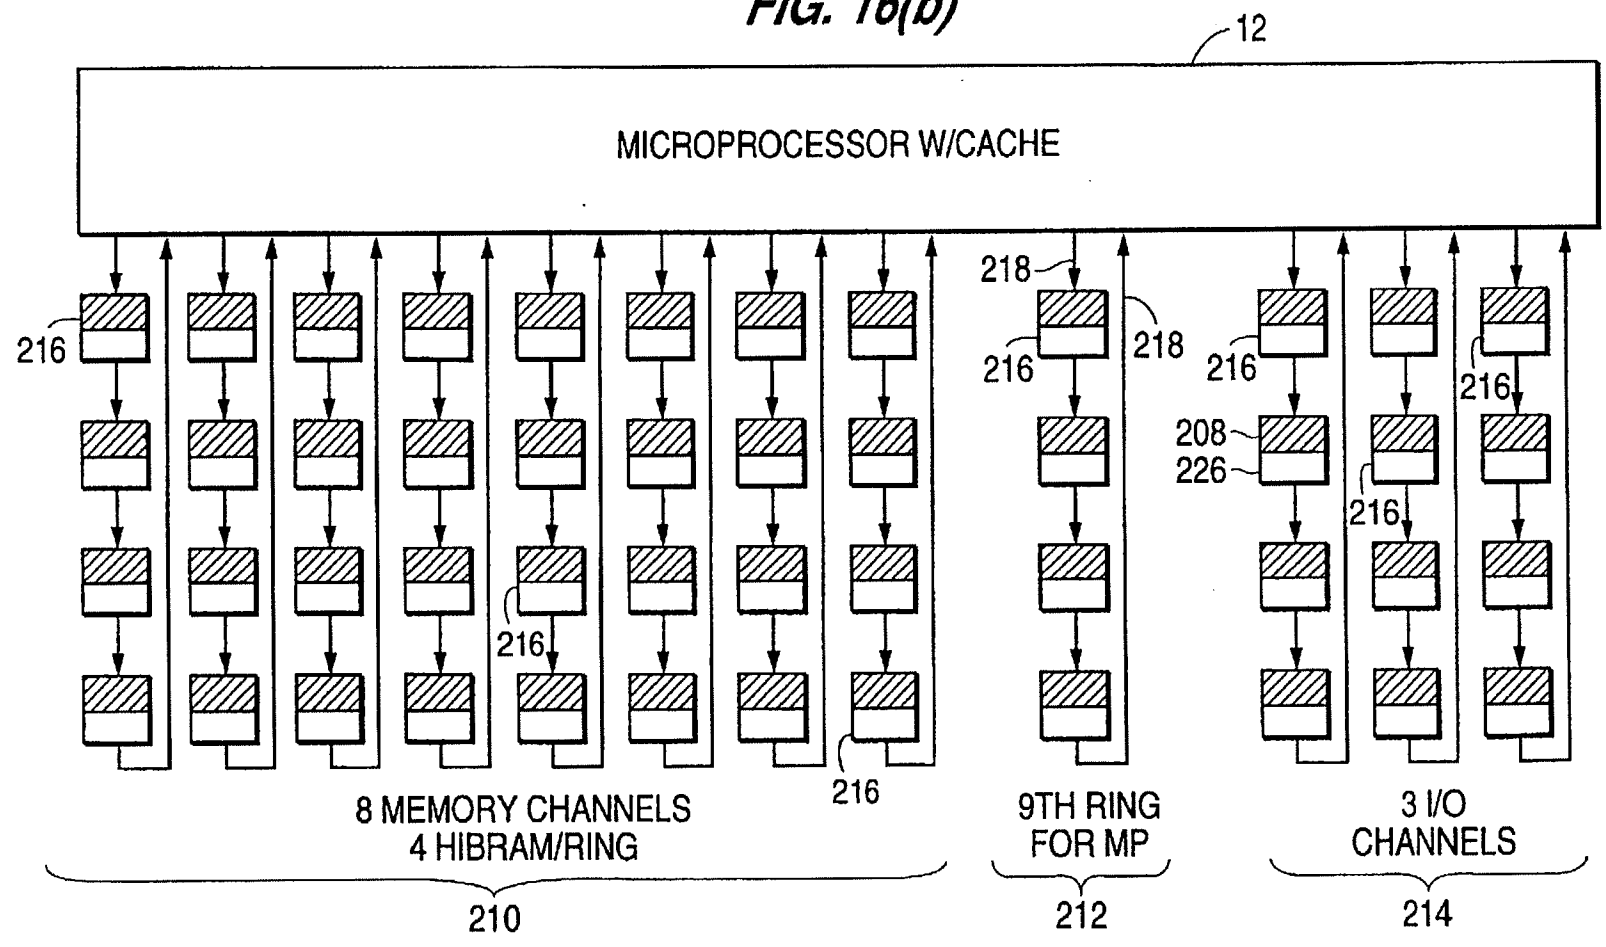 FIG. 16(b)
12
MICROPROCESSOR W/CACHE
218
216
218
216
216
216
208
226
216
216
216
8 MEMORY CHANNELS
4 HIBRAM/RING
9TH RING
FOR MP
3 I/O
CHANNELS
210
212
214